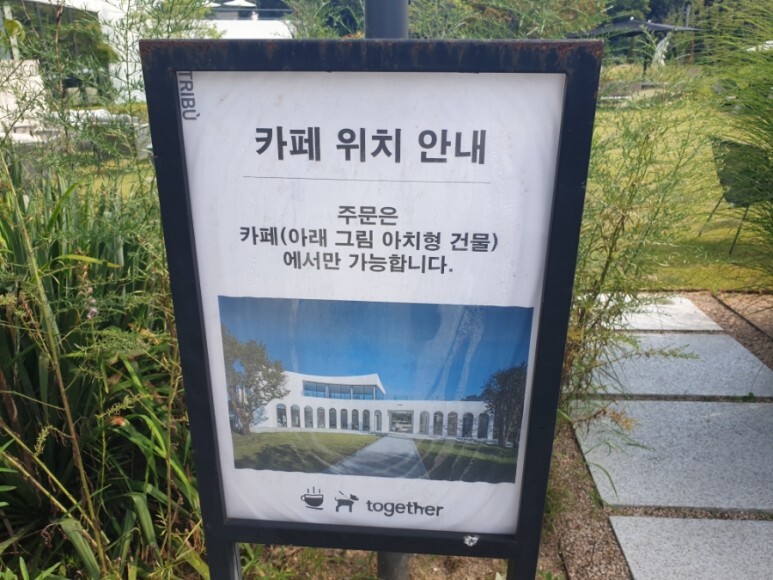 TRIBÙ
카페 위치 안내
주문은
카페(아래 그림 아치형 건물)
에서만 가능합니다.
together